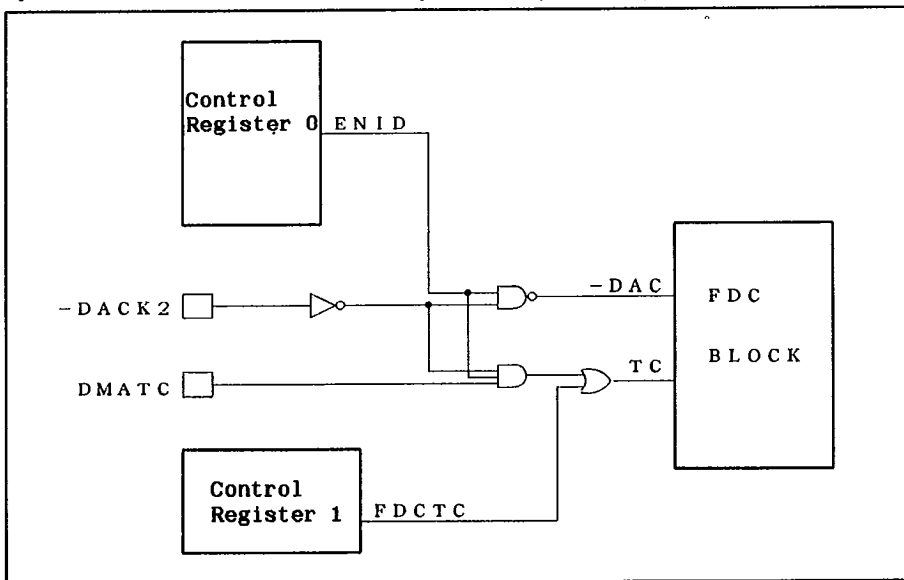 Control
Register 0
ENID
-DACK2
DMATC
-DAC
FDC
BLOCK
TC
Control
Register 1
FDCTC